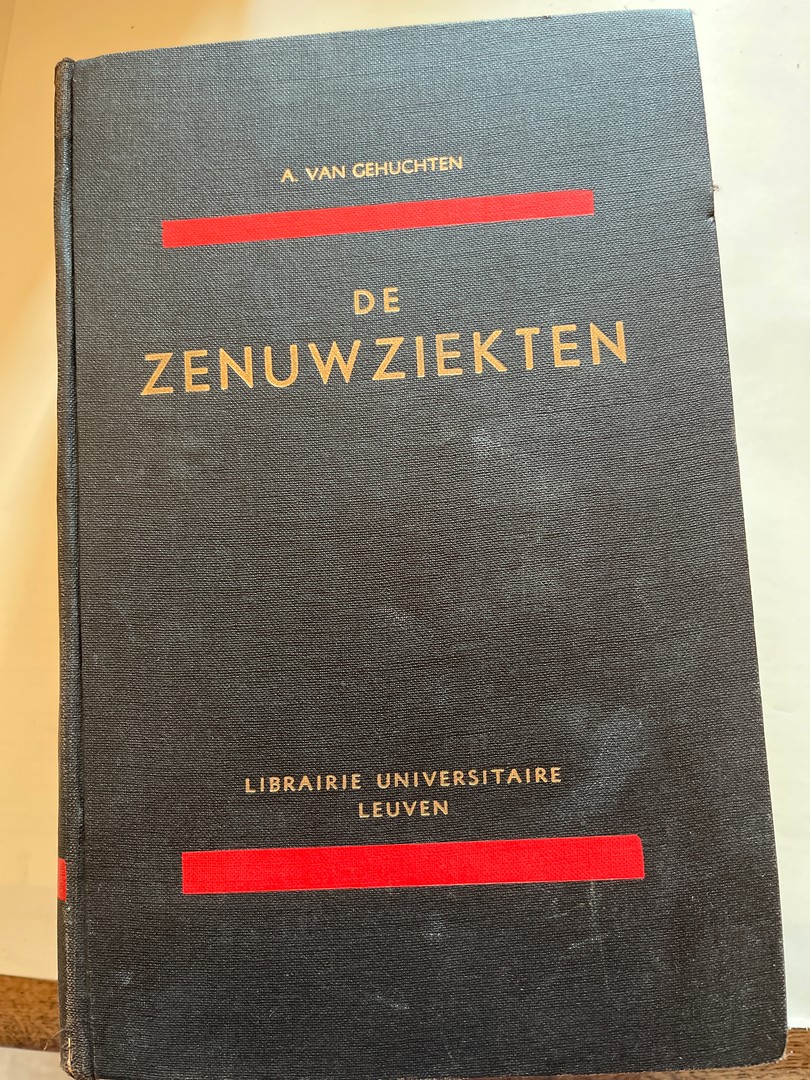 A. VAN GEHUCHTEN
DE
ZENUWZIEKTEN
LIBRAIRIE UNIVERSITAIRE
LEUVEN